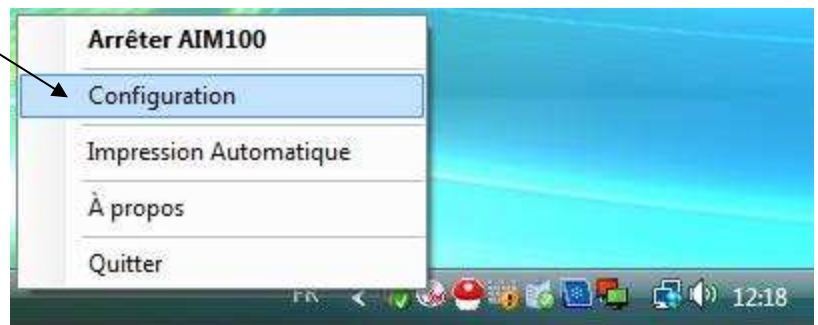 Arrêter AIM100
Configuration
Impression Automatique
À propos
Quitter
FR
12:18